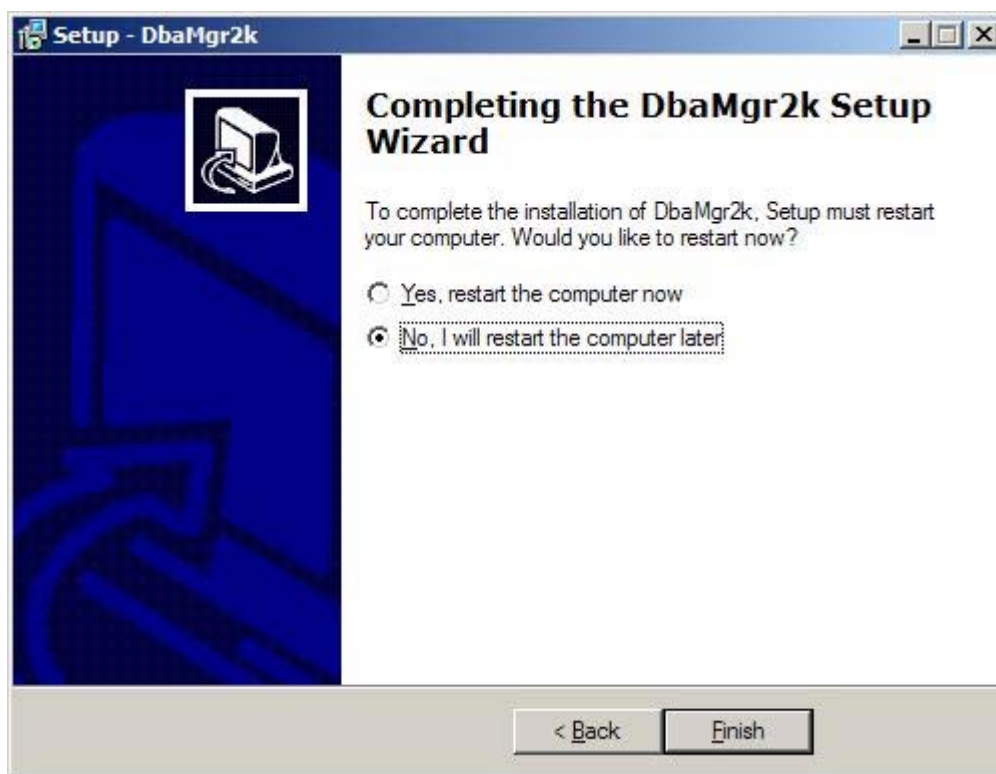 Setup - DbaMgr2k
Completing the DbaMgr2k Setup
Wizard
To complete the installation of DbaMgr2k, Setup must restart
your computer. Would you like to restart now?
Yes, restart the computer now
No, I will restart the computer later
< Back
Finish